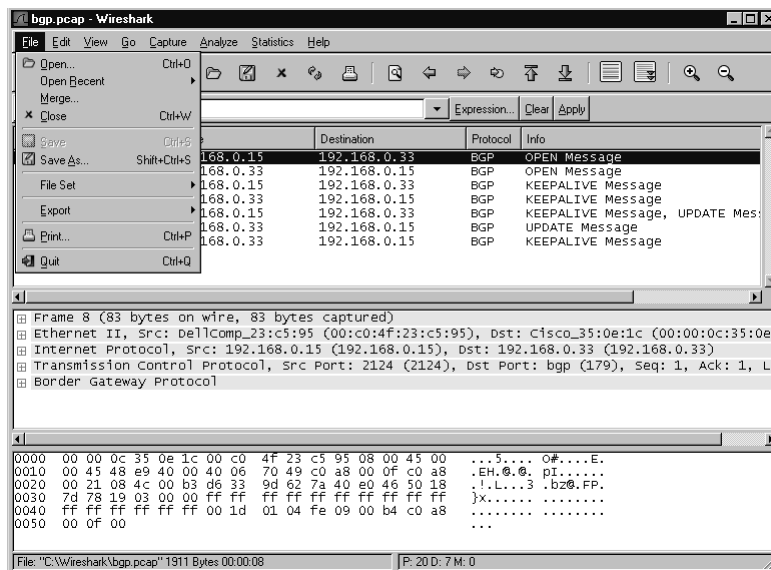 bgp.pcap - Wireshark
File Edit View Go Capture Analyze Statistics Help
Open... Ctrl+O
Open Recent
Merge...
Close Ctrl+W
Save Ctrl+S
Save As... Shift+Ctrl+S
File Set
Export
Print... Ctrl+P
Quit Ctrl+Q
Expression... Clear Apply
Destination Protocol Info
168.0.15 192.168.0.33 BGP OPEN Message
168.0.33 192.168.0.15 BGP OPEN Message
168.0.15 192.168.0.33 BGP KEEPALIVE Message
168.0.33 192.168.0.15 BGP KEEPALIVE Message
168.0.15 192.168.0.33 BGP KEEPALIVE Message, UPDATE Mes
168.0.33 192.168.0.15 BGP UPDATE Message
168.0.33 192.168.0.15 BGP KEEPALIVE Message
Frame 8 (83 bytes on wire, 83 bytes captured)
Ethernet II, Src: DellComp_23:c5:95 (00:c0:4f:23:c5:95), Dst: Cisco_35:0e:1c (00:00:0c:35:0e
Internet Protocol, Src: 192.168.0.15 (192.168.0.15), Dst: 192.168.0.33 (192.168.0.33)
Transmission Control Protocol, Src Port: 2124 (2124), Dst Port: bgp (179), Seq: 1, Ack: 1, L
Border Gateway Protocol
0000 00 00 0c 35 0e 1c 00 c0 4f 23 c5 95 08 00 45 00 ...5.... O#....E.
0010 00 45 48 e9 40 00 40 06 70 49 c0 a8 00 0f c0 a8 .EH.@.@. pI......
0020 00 21 08 4c 00 b3 d6 33 9d 62 7a 40 e0 46 50 18 .!.L...3 .bz@.FP.
0030 7d 78 19 03 00 00 ff ff ff ff ff ff ff ff ff ff }x...... ........
0040 ff ff ff ff ff ff 00 1d 01 04 fe 09 00 b4 c0 a8 ........ ........
0050 00 0f 00 ...
File: "C:\Wireshark\bgp.pcap" 1911 Bytes 00:00:08 P: 20 D: 7 M: 0